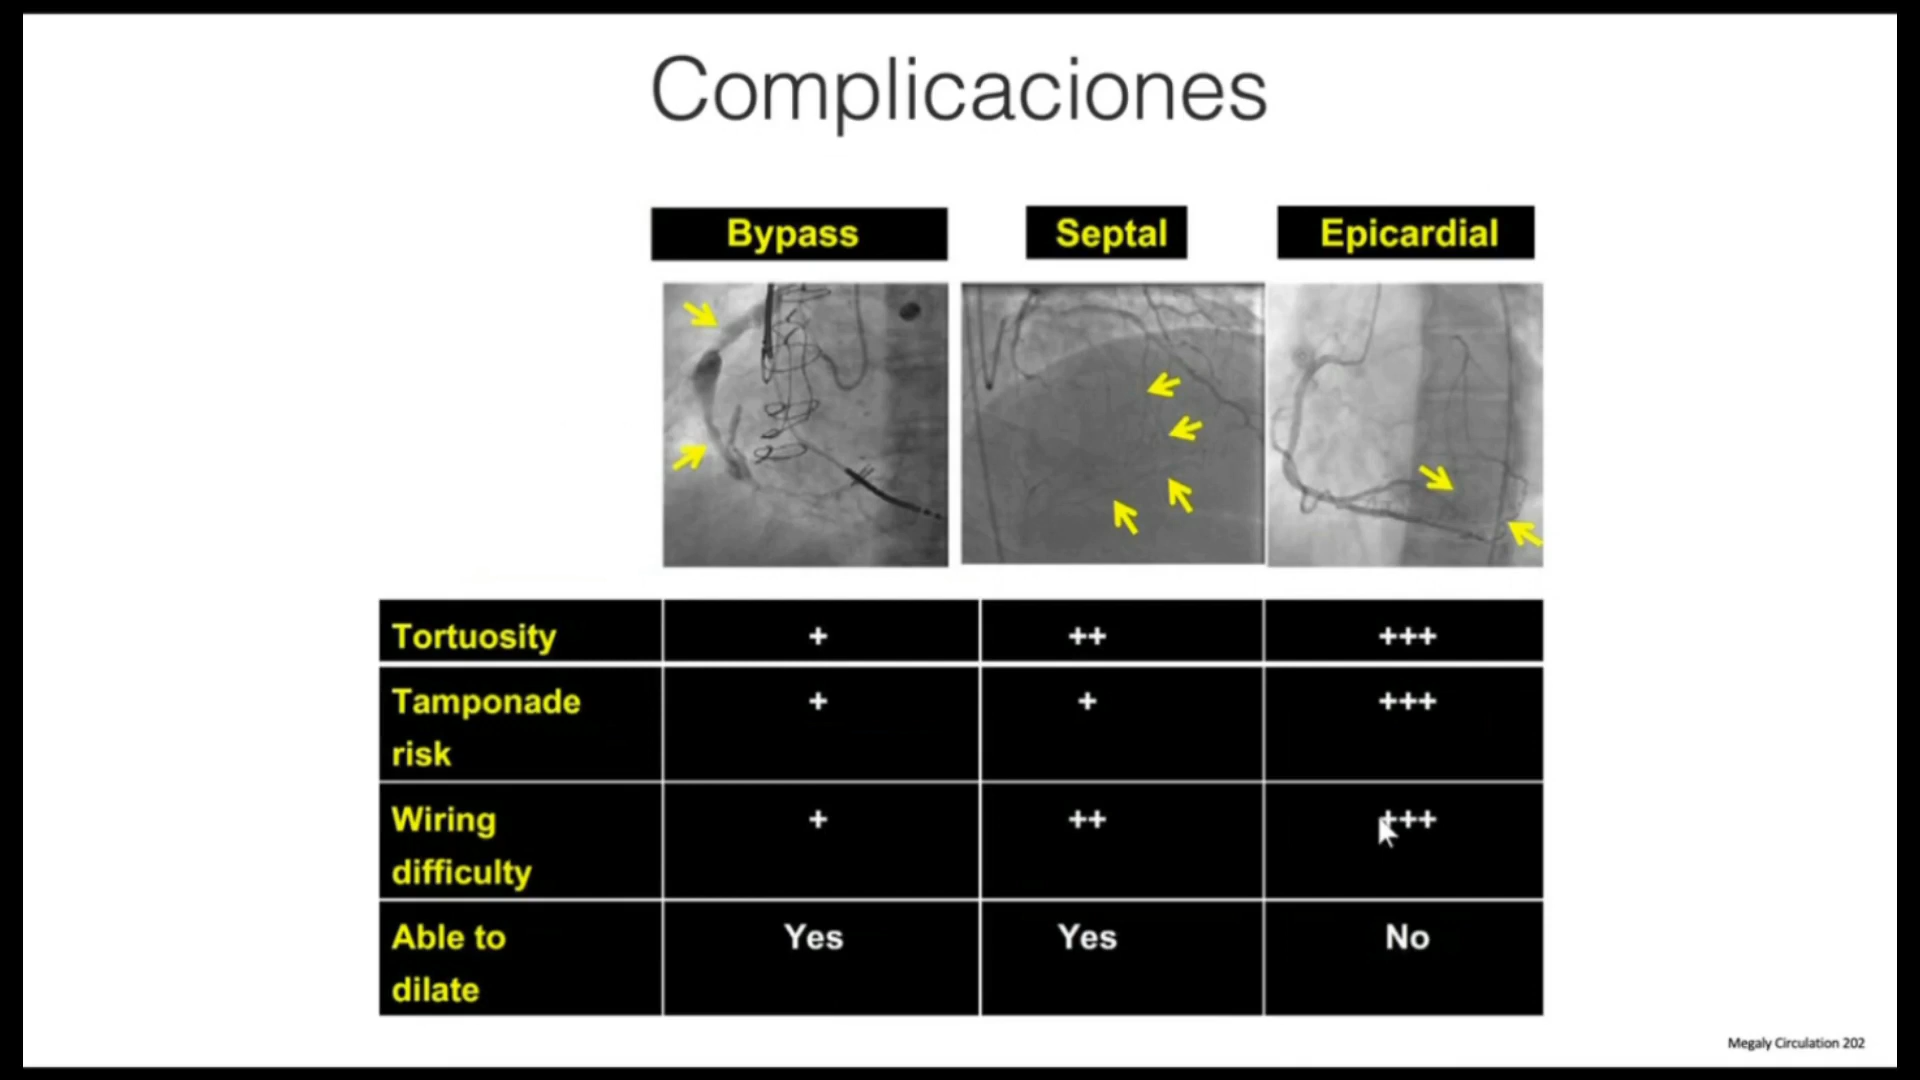 Complicaciones
Bypass Septal Epicardial
Tortuosity + ++ +++
Tamponade + + +++
risk
Wiring + ++ +++
difficulty
Able to Yes Yes No
dilate
Megaly Circulation 202